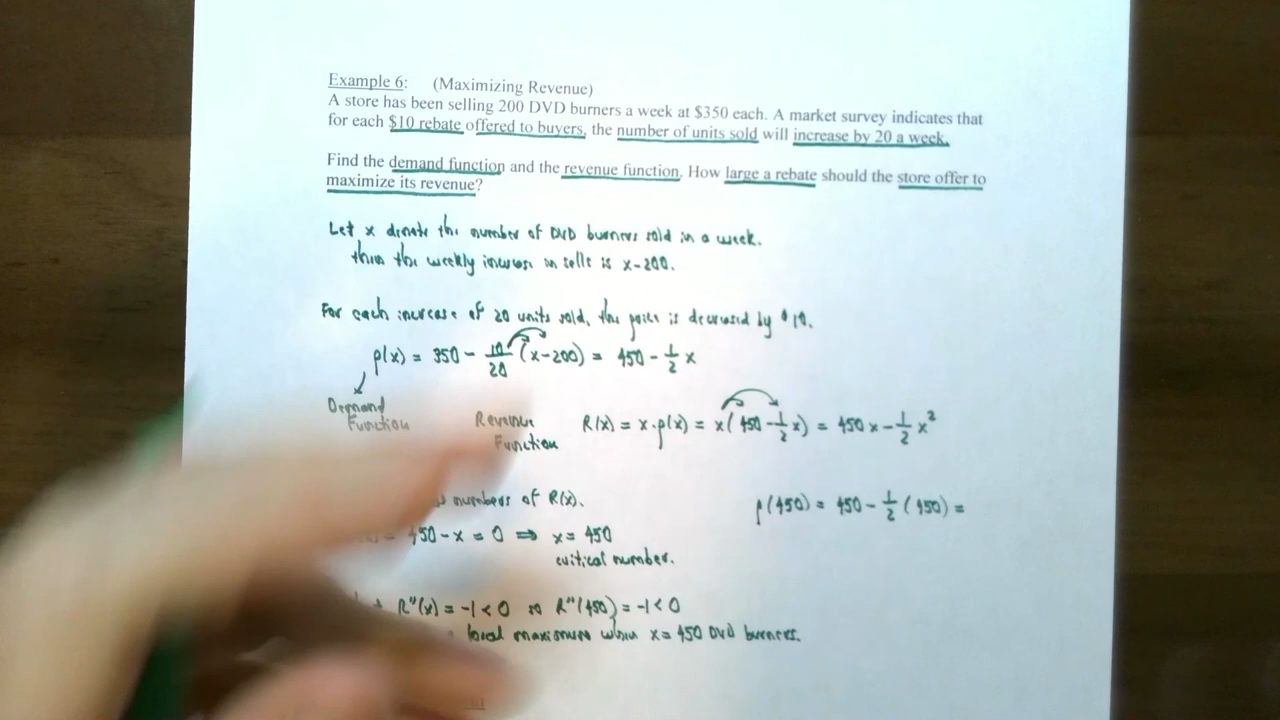 Example 6: (Maximizing Revenue)
A store has been selling 200 DVD burners a week at $350 each. A market survey indicates that
for each $10 rebate offered to buyers, the number of units sold will increase by 20 a week.
Find the demand function and the revenue function. How large a rebate should the store offer to
maximize its revenue?
Let x denote the number of DVD burners sold in a week.
then the weekly increase in sells is x-200.
For each increase of 20 units sold, the price is decreased by $10.
p(x) = 350 - 10/20 (x-200) = 450 - 1/2 x
Demand Function
Revenue Function R(x) = x·p(x) = x(450 - 1/2 x) = 450x - 1/2 x²
numbers of R(x).
p(450) = 450 - 1/2 (450) =
450 - x = 0 ⇒ x = 450
critical number.
R"(x) = -1 < 0 so R"(450) = -1 < 0
local maximum when x = 450 DVD burners.